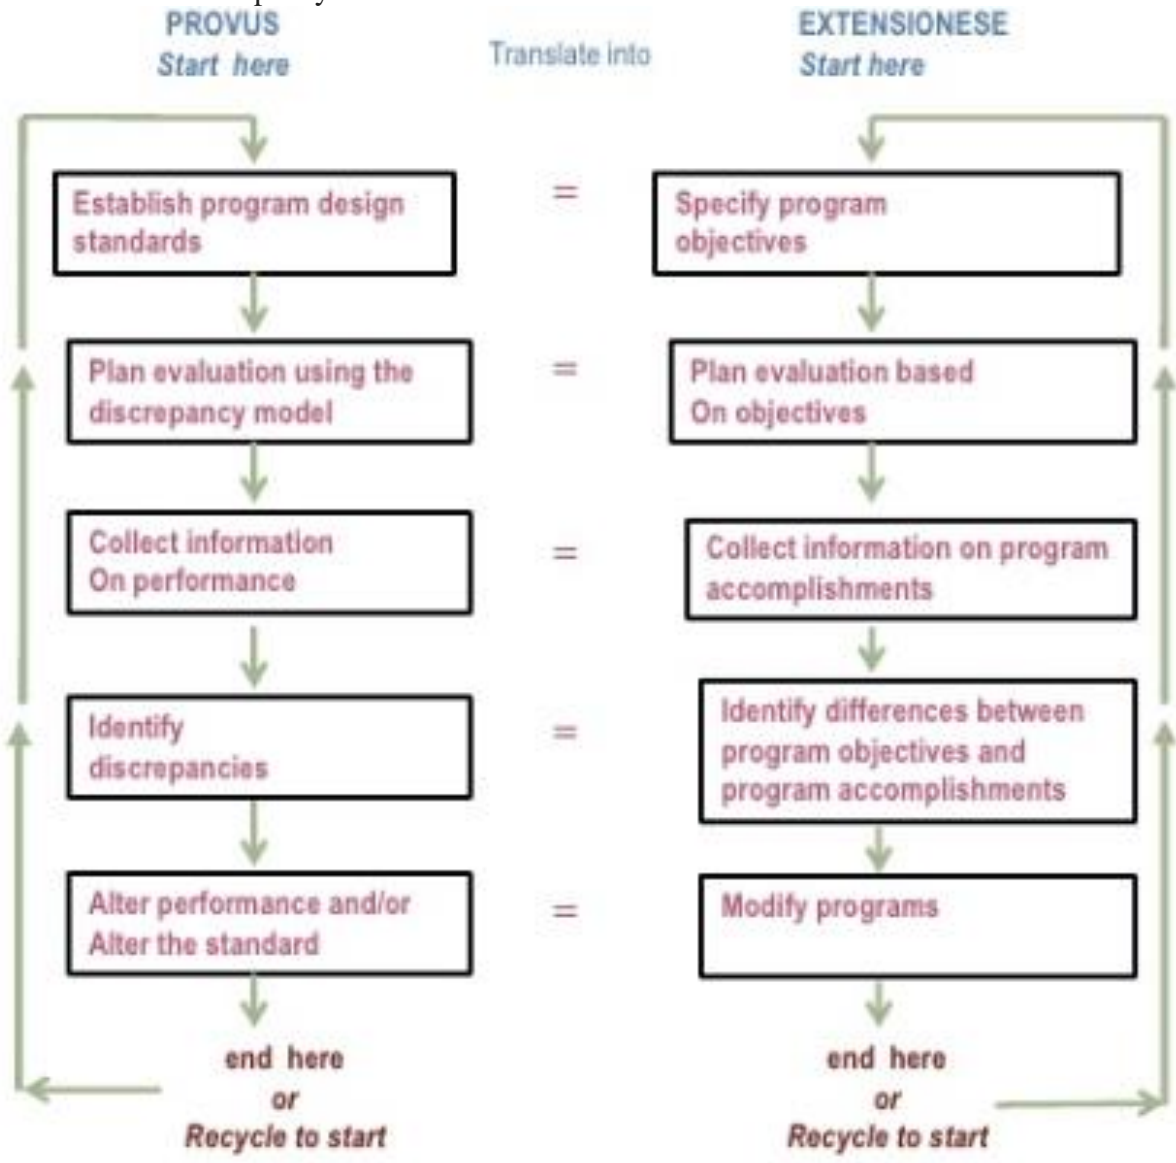 PROVUS
Start here
Translate into
EXTENSIONESE
Start here
Establish program design
standards
=
Specify program
objectives
Plan evaluation using the
discrepancy model
=
Plan evaluation based
On objectives
Collect information
On performance
=
Collect information on program
accomplishments
Identify
discrepancies
=
Identify differences between
program objectives and
program accomplishments
Alter performance and/or
Alter the standard
=
Modify programs
end here
or
Recycle to start
end here
or
Recycle to start